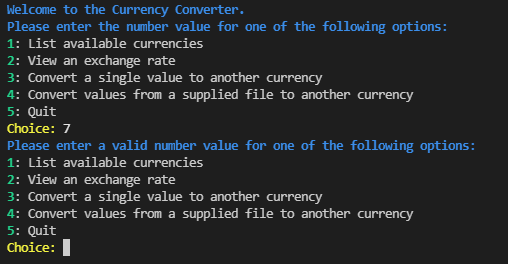 Welcome to the Currency Converter.
Please enter the number value for one of the following options:
1: List available currencies
2: View an exchange rate
3: Convert a single value to another currency
4: Convert values from a supplied file to another currency
5: Quit
Choice: 7
Please enter a valid number value for one of the following options:
1: List available currencies
2: View an exchange rate
3: Convert a single value to another currency
4: Convert values from a supplied file to another currency
5: Quit
Choice: